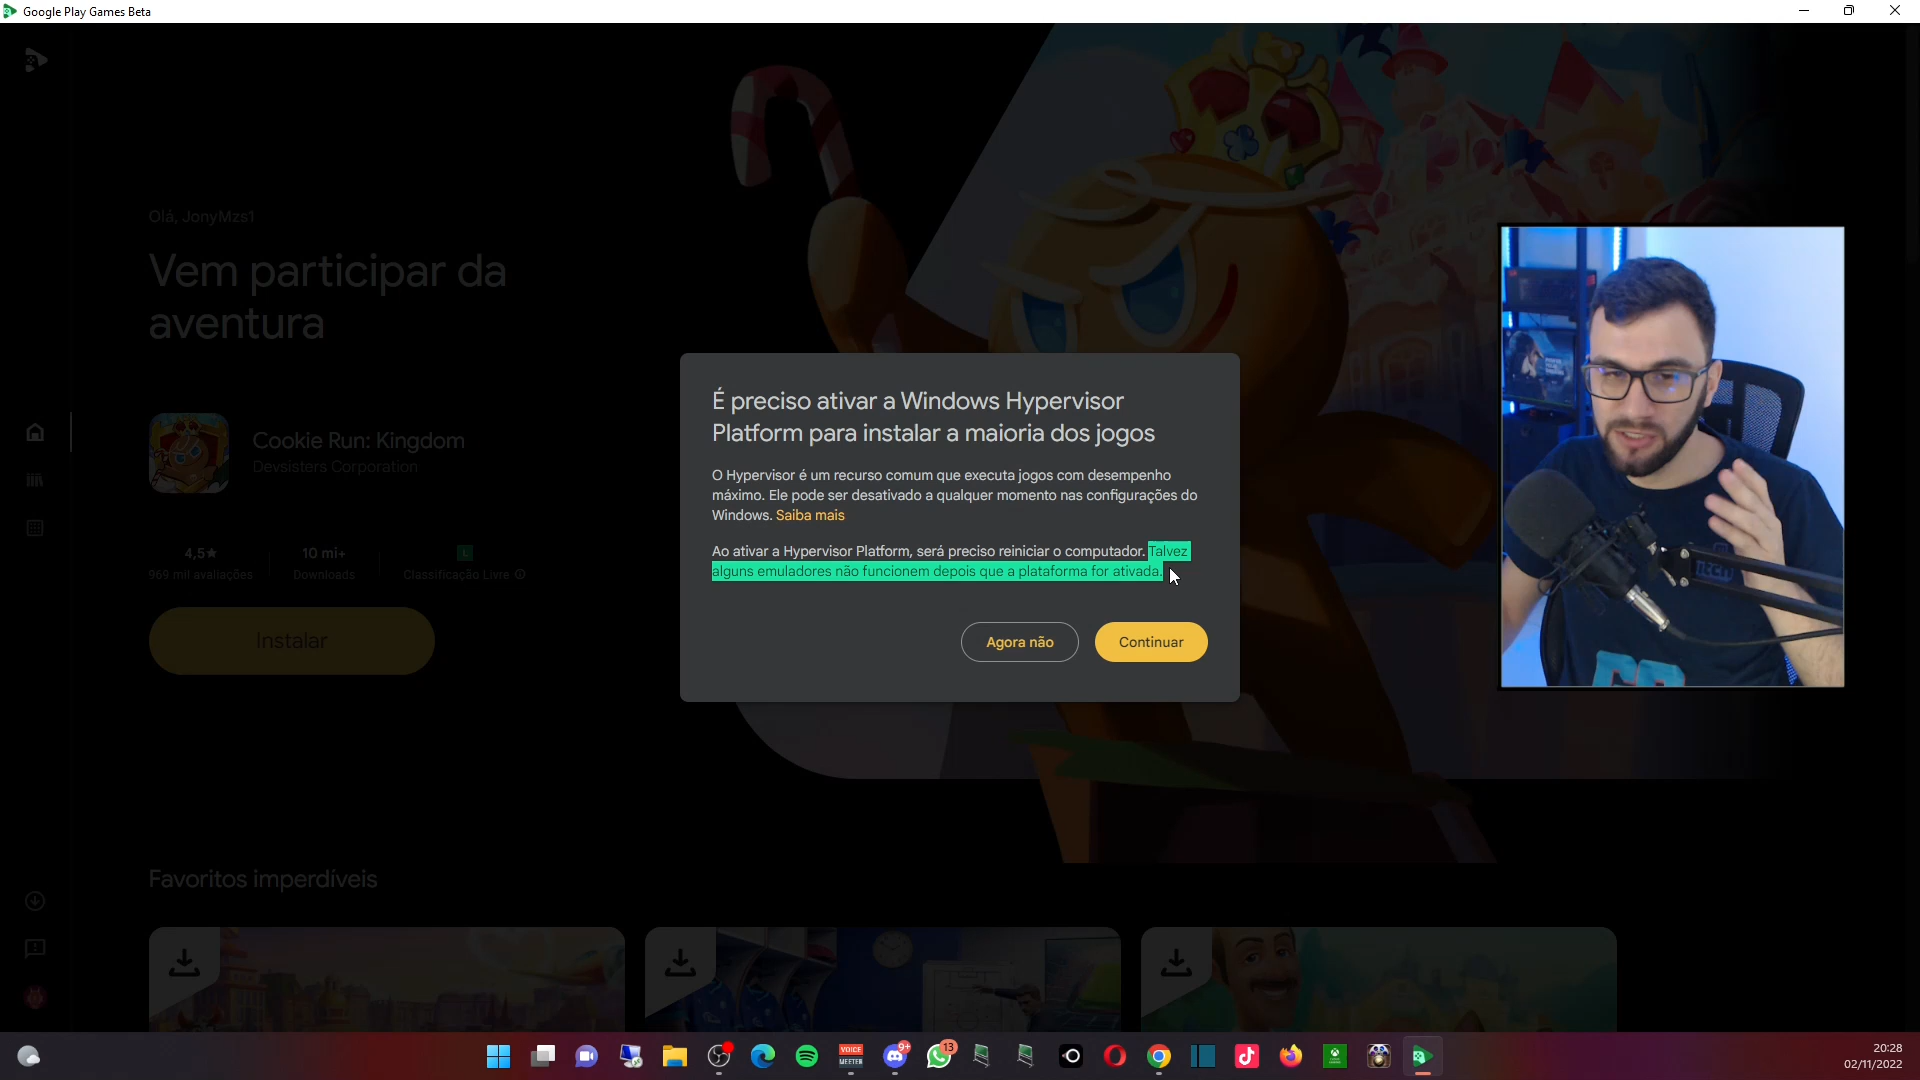 Google Play Games Beta
Olá, JonyMzs1
Vem participar da
aventura
Cookie Run: Kingdom
Devsisters Corporation
4,5★
969 mil avaliações
10 mi+
Downloads
L
Classificação Livre
Instalar
É preciso ativar a Windows Hypervisor
Platform para instalar a maioria dos jogos
O Hypervisor é um recurso comum que executa jogos com desempenho
máximo. Ele pode ser desativado a qualquer momento nas configurações do
Windows. Saiba mais
Ao ativar a Hypervisor Platform, será preciso reiniciar o computador. Talvez
alguns emuladores não funcionem depois que a plataforma for ativada.
Agora não
Continuar
Favoritos imperdíveis
VOICE
MEETER
9+
13
20:28
02/11/2022